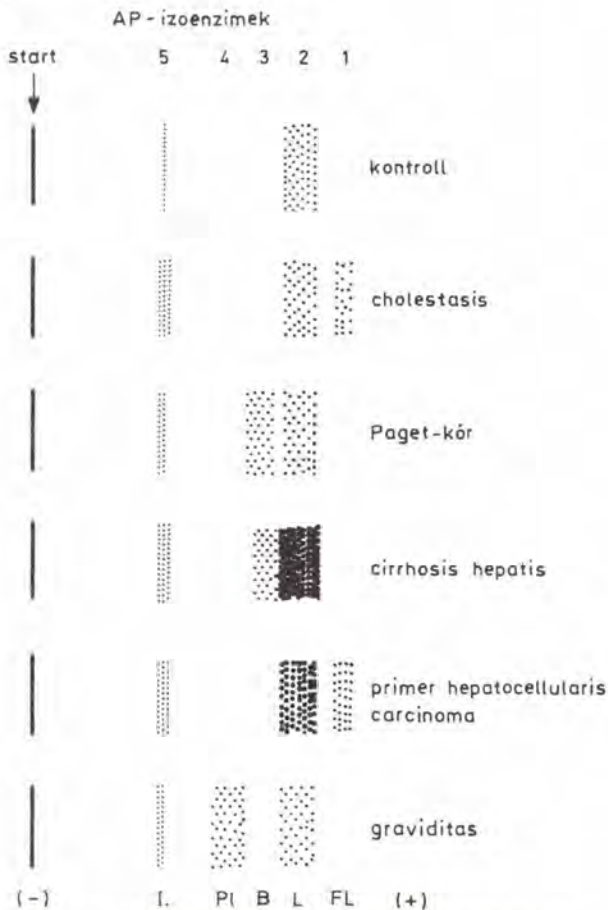 AP-izoenzimek
start 5 4 3 2 1
kontroll
cholestasis
Paget-kór
cirrhosis hepatis
primer hepatocellularis
carcinoma
graviditas
(-) I. Pl B L FL (+)